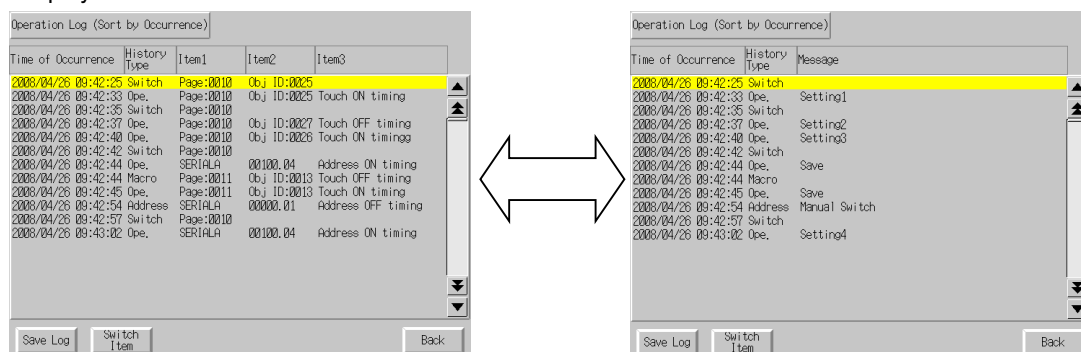 Operation Log (Sort by Occurrence)
Time of Occurrence History Type Item1 Item2 Item3
2008/04/26 09:42:25 Switch Page:0010 Obj ID:0025
2008/04/26 09:42:33 Ope. Page:0010 Obj ID:0025 Touch ON timing
2008/04/26 09:42:35 Switch Page:0010
2008/04/26 09:42:37 Ope. Page:0010 Obj ID:0027 Touch OFF timing
2008/04/26 09:42:40 Ope. Page:0010 Obj ID:0026 Touch ON timingg
2008/04/26 09:42:42 Switch Page:0010
2008/04/26 09:42:44 Ope. SERIALA 00100.04 Address ON timing
2008/04/26 09:42:44 Macro Page:0011 Obj ID:0013 Touch OFF timing
2008/04/26 09:42:45 Ope. Page:0011 Obj ID:0013 Touch ON timing
2008/04/26 09:42:54 Address SERIALA 00000.01 Address OFF timing
2008/04/26 09:42:57 Switch Page:0010
2008/04/26 09:43:02 Ope. SERIALA 00100.04 Address ON timing
Save Log Switch Item Back
Operation Log (Sort by Occurrence)
Time of Occurrence History Type Message
2008/04/26 09:42:25 Switch
2008/04/26 09:42:33 Ope. Setting1
2008/04/26 09:42:35 Switch
2008/04/26 09:42:37 Ope. Setting2
2008/04/26 09:42:40 Ope. Setting3
2008/04/26 09:42:42 Switch
2008/04/26 09:42:44 Ope. Save
2008/04/26 09:42:44 Macro
2008/04/26 09:42:45 Ope. Save
2008/04/26 09:42:54 Address Manual Switch
2008/04/26 09:42:57 Switch
2008/04/26 09:43:02 Ope. Setting4
Save Log Switch Item Back